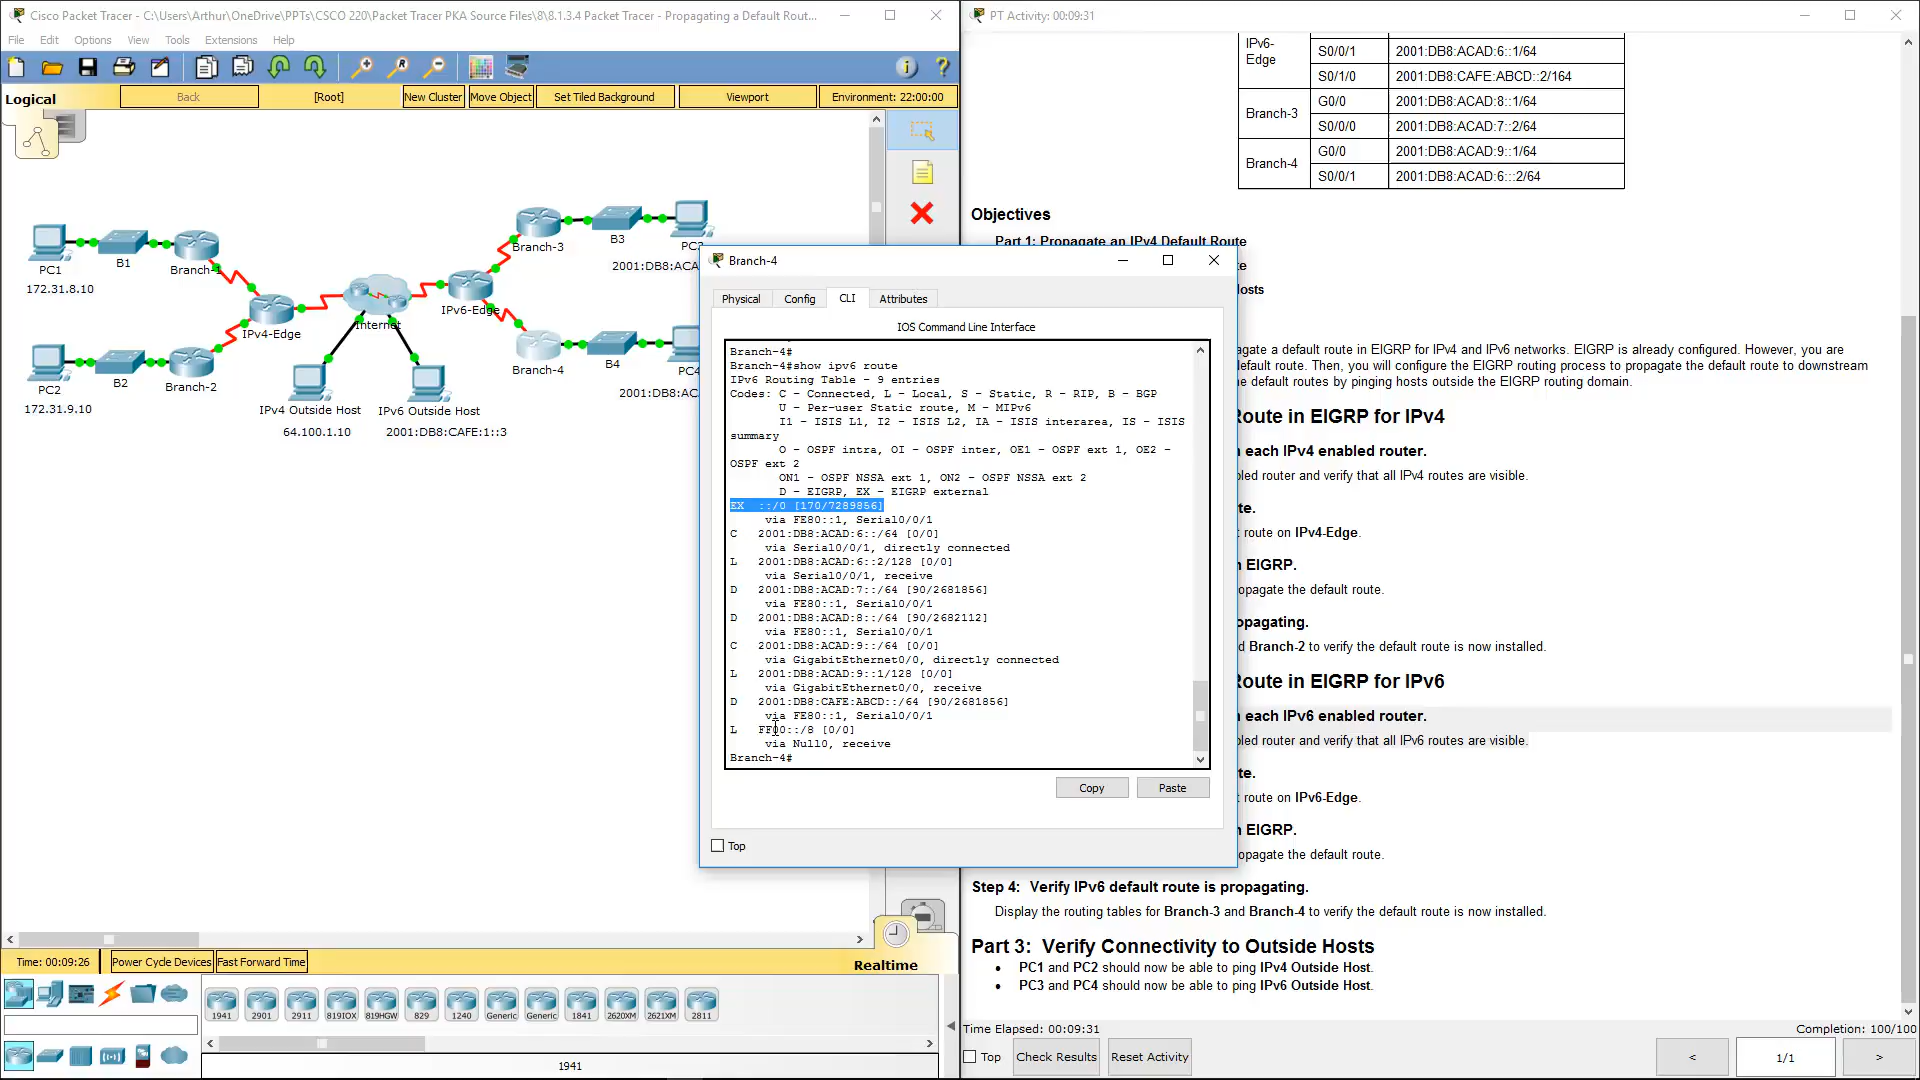 Cisco Packet Tracer - C:\Users\Arthur\OneDrive\PPTs\CSCO 220\Packet Tracer PKA Source Files\8\8.1.3.4 Packet Tracer - Propagating a Default Rout...
File Edit Options View Tools Extensions Help
Logical
Back
[Root]
New Cluster
Move Object
Set Tiled Background
Viewport
Environment: 22:00:00
PC1
172.31.8.10
B1
Branch-1
PC2
172.31.9.10
B2
Branch-2
IPv4-Edge
Internet
IPv4 Outside Host
64.100.1.10
IPv6 Outside Host
2001:DB8:CAFE:1::3
IPv6-Edge
Branch-3
B3
PC3
2001:DB8:ACA
Branch-4
B4
PC4
2001:DB8:AC
Branch-4
Physical
Config
CLI
Attributes
IOS Command Line Interface
Branch-4#
Branch-4#show ipv6 route
IPv6 Routing Table - 9 entries
Codes: C - Connected, L - Local, S - Static, R - RIP, B - BGP
U - Per-user Static route, M - MIPv6
I1 - ISIS L1, I2 - ISIS L2, IA - ISIS interarea, IS - ISIS
summary
O - OSPF intra, OI - OSPF inter, OE1 - OSPF ext 1, OE2 -
OSPF ext 2
ON1 - OSPF NSSA ext 1, ON2 - OSPF NSSA ext 2
D - EIGRP, EX - EIGRP external
EX ::/0 [170/7289856]
via FE80::1, Serial0/0/1
C 2001:DB8:ACAD:6::/64 [0/0]
via Serial0/0/1, directly connected
L 2001:DB8:ACAD:6::2/128 [0/0]
via Serial0/0/1, receive
D 2001:DB8:ACAD:7::/64 [90/2681856]
via FE80::1, Serial0/0/1
D 2001:DB8:ACAD:8::/64 [90/2682112]
via FE80::1, Serial0/0/1
C 2001:DB8:ACAD:9::/64 [0/0]
via GigabitEthernet0/0, directly connected
L 2001:DB8:ACAD:9::1/128 [0/0]
via GigabitEthernet0/0, receive
D 2001:DB8:CAFE:ABCD::/64 [90/2681856]
via FE80::1, Serial0/0/1
L FF00::/8 [0/0]
via Null0, receive
Branch-4#
Copy
Paste
Top
Time: 00:09:26
Power Cycle Devices
Fast Forward Time
Realtime
1941 2901 2911 819IOX 819HGW 829 1240 Generic Generic 1841 2620XM 2621XM 2811
1941
PT Activity: 00:09:31
IPv6-
Edge
S0/0/1 2001:DB8:ACAD:6::1/64
S0/1/0 2001:DB8:CAFE:ABCD::2/164
Branch-3
G0/0 2001:DB8:ACAD:8::1/64
S0/0/0 2001:DB8:ACAD:7::2/64
Branch-4
G0/0 2001:DB8:ACAD:9::1/64
S0/0/1 2001:DB8:ACAD:6:::2/64
Objectives
Part 1: Propagate an IPv4 Default Route
te
osts
agate a default route in EIGRP for IPv4 and IPv6 networks. EIGRP is already configured. However, you are
default route. Then, you will configure the EIGRP routing process to propagate the default route to downstream
he default routes by pinging hosts outside the EIGRP routing domain.
Route in EIGRP for IPv4
n each IPv4 enabled router.
bled router and verify that all IPv4 routes are visible.
te.
t route on IPv4-Edge.
n EIGRP.
opagate the default route.
opagating.
d Branch-2 to verify the default route is now installed.
Route in EIGRP for IPv6
n each IPv6 enabled router.
bled router and verify that all IPv6 routes are visible.
te.
t route on IPv6-Edge.
n EIGRP.
opagate the default route.
Step 4: Verify IPv6 default route is propagating.
Display the routing tables for Branch-3 and Branch-4 to verify the default route is now installed.
Part 3: Verify Connectivity to Outside Hosts
• PC1 and PC2 should now be able to ping IPv4 Outside Host.
• PC3 and PC4 should now be able to ping IPv6 Outside Host.
Time Elapsed: 00:09:31
Completion: 100/100
Top
Check Results
Reset Activity
<
1/1
>